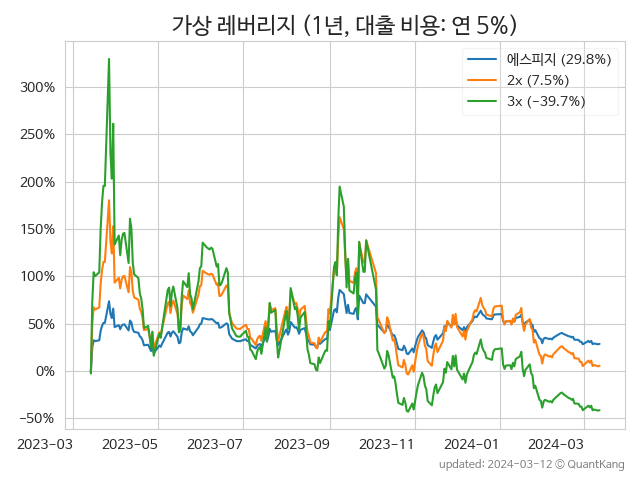 가상 레버리지 (1년, 대출 비용: 연 5%)
에스피지 (29.8%)
2x (7.5%)
3x (−39.7%)
300%
250%
200%
150%
100%
50%
0%
−50%
2023-03 2023-05 2023-07 2023-09 2023-11 2024-01 2024-03
updated: 2024-03-12 © QuantKang